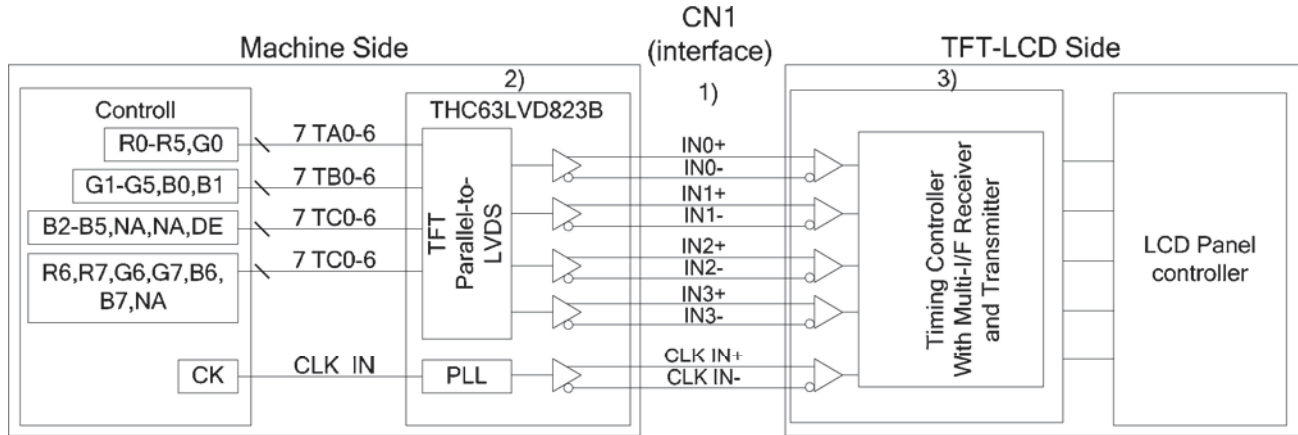 CN1
(interface)
Machine Side
TFT-LCD Side
2)
1)
3)
Controll
THC63LVD823B
R0-R5,G0
7 TA0-6
G1-G5,B0,B1
7 TB0-6
B2-B5,NA,NA,DE
7 TC0-6
R6,R7,G6,G7,B6,
B7,NA
7 TC0-6
CK
CLK IN
TFT
Parallel-to-
LVDS
PLL
IN0+
IN0-
IN1+
IN1-
IN2+
IN2-
IN3+
IN3-
CLK IN+
CLK IN-
Timing Controller
With Multi-I/F Receiver
and Transmitter
LCD Panel
controller